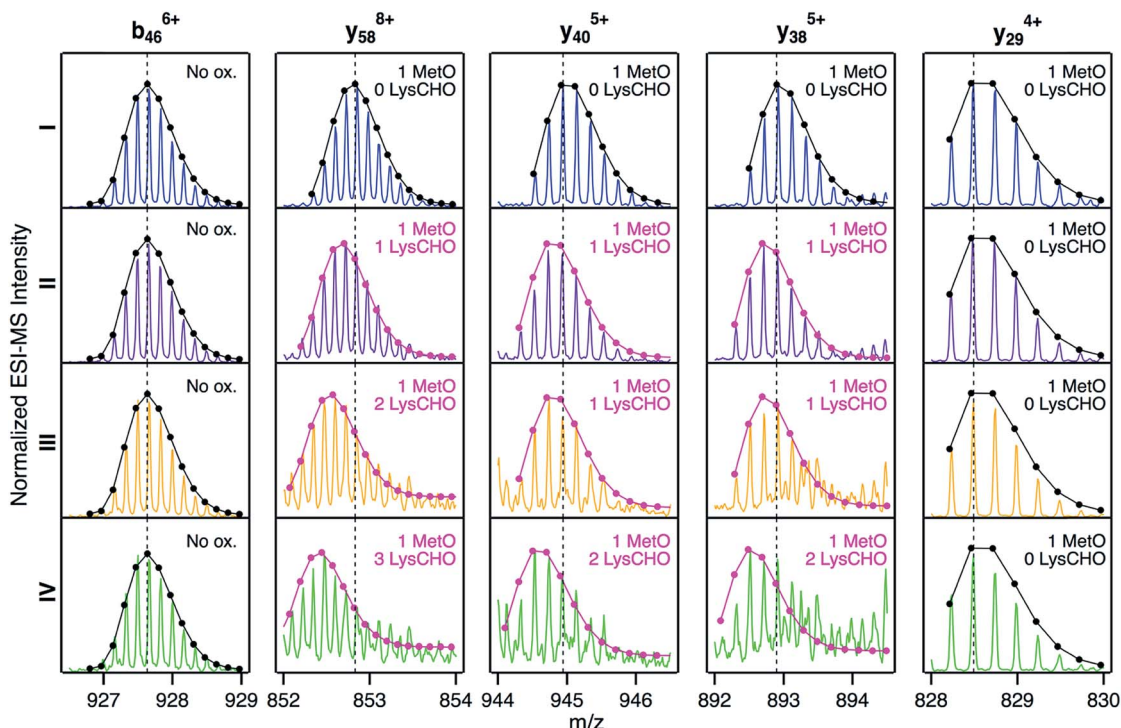 b46 6+
y58 8+
y40 5+
y38 5+
y29 4+
Normalized ESI-MS Intensity
I
No ox.
1 MetO
0 LysCHO
1 MetO
0 LysCHO
1 MetO
0 LysCHO
1 MetO
0 LysCHO
II
No ox.
1 MetO
1 LysCHO
1 MetO
1 LysCHO
1 MetO
1 LysCHO
1 MetO
0 LysCHO
III
No ox.
1 MetO
2 LysCHO
1 MetO
1 LysCHO
1 MetO
1 LysCHO
1 MetO
0 LysCHO
IV
No ox.
1 MetO
3 LysCHO
1 MetO
2 LysCHO
1 MetO
2 LysCHO
1 MetO
0 LysCHO
927 928 929
852 853 854
944 945 946
892 893 894
828 829 830
m/z